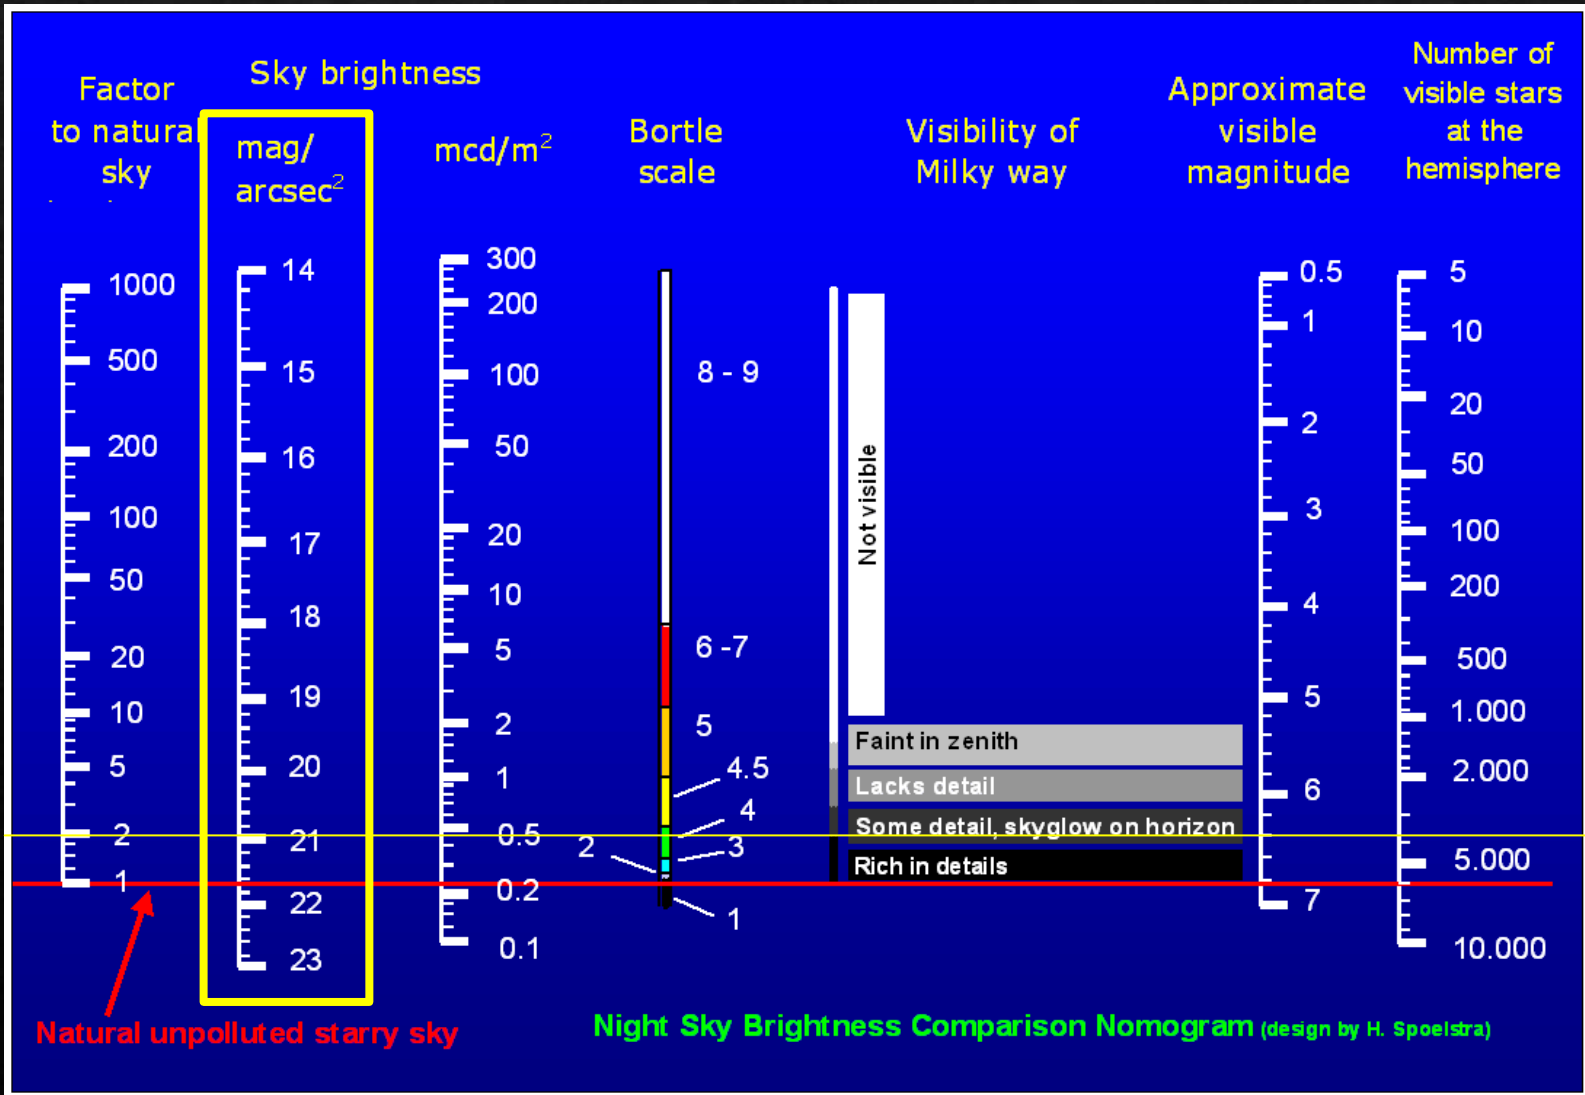 Factor
to natural
sky
Sky brightness
mag/
arcsec²
mcd/m²
Bortle
scale
Visibility of
Milky way
Approximate
visible
magnitude
Number of
visible stars
at the
hemisphere
1000
500
200
100
50
20
10
5
2
1
14
15
16
17
18
19
20
21
22
23
300
200
100
50
20
10
5
2
1
0.5
0.2
0.1
8 - 9
6 -7
5
4.5
4
3
2
1
Not visible
Faint in zenith
Lacks detail
Some detail, skyglow on horizon
Rich in details
0.5
1
2
3
4
5
6
7
5
10
20
50
100
200
500
1.000
2.000
5.000
10.000
Natural unpolluted starry sky
Night Sky Brightness Comparison Nomogram (design by H. Spoelstra)